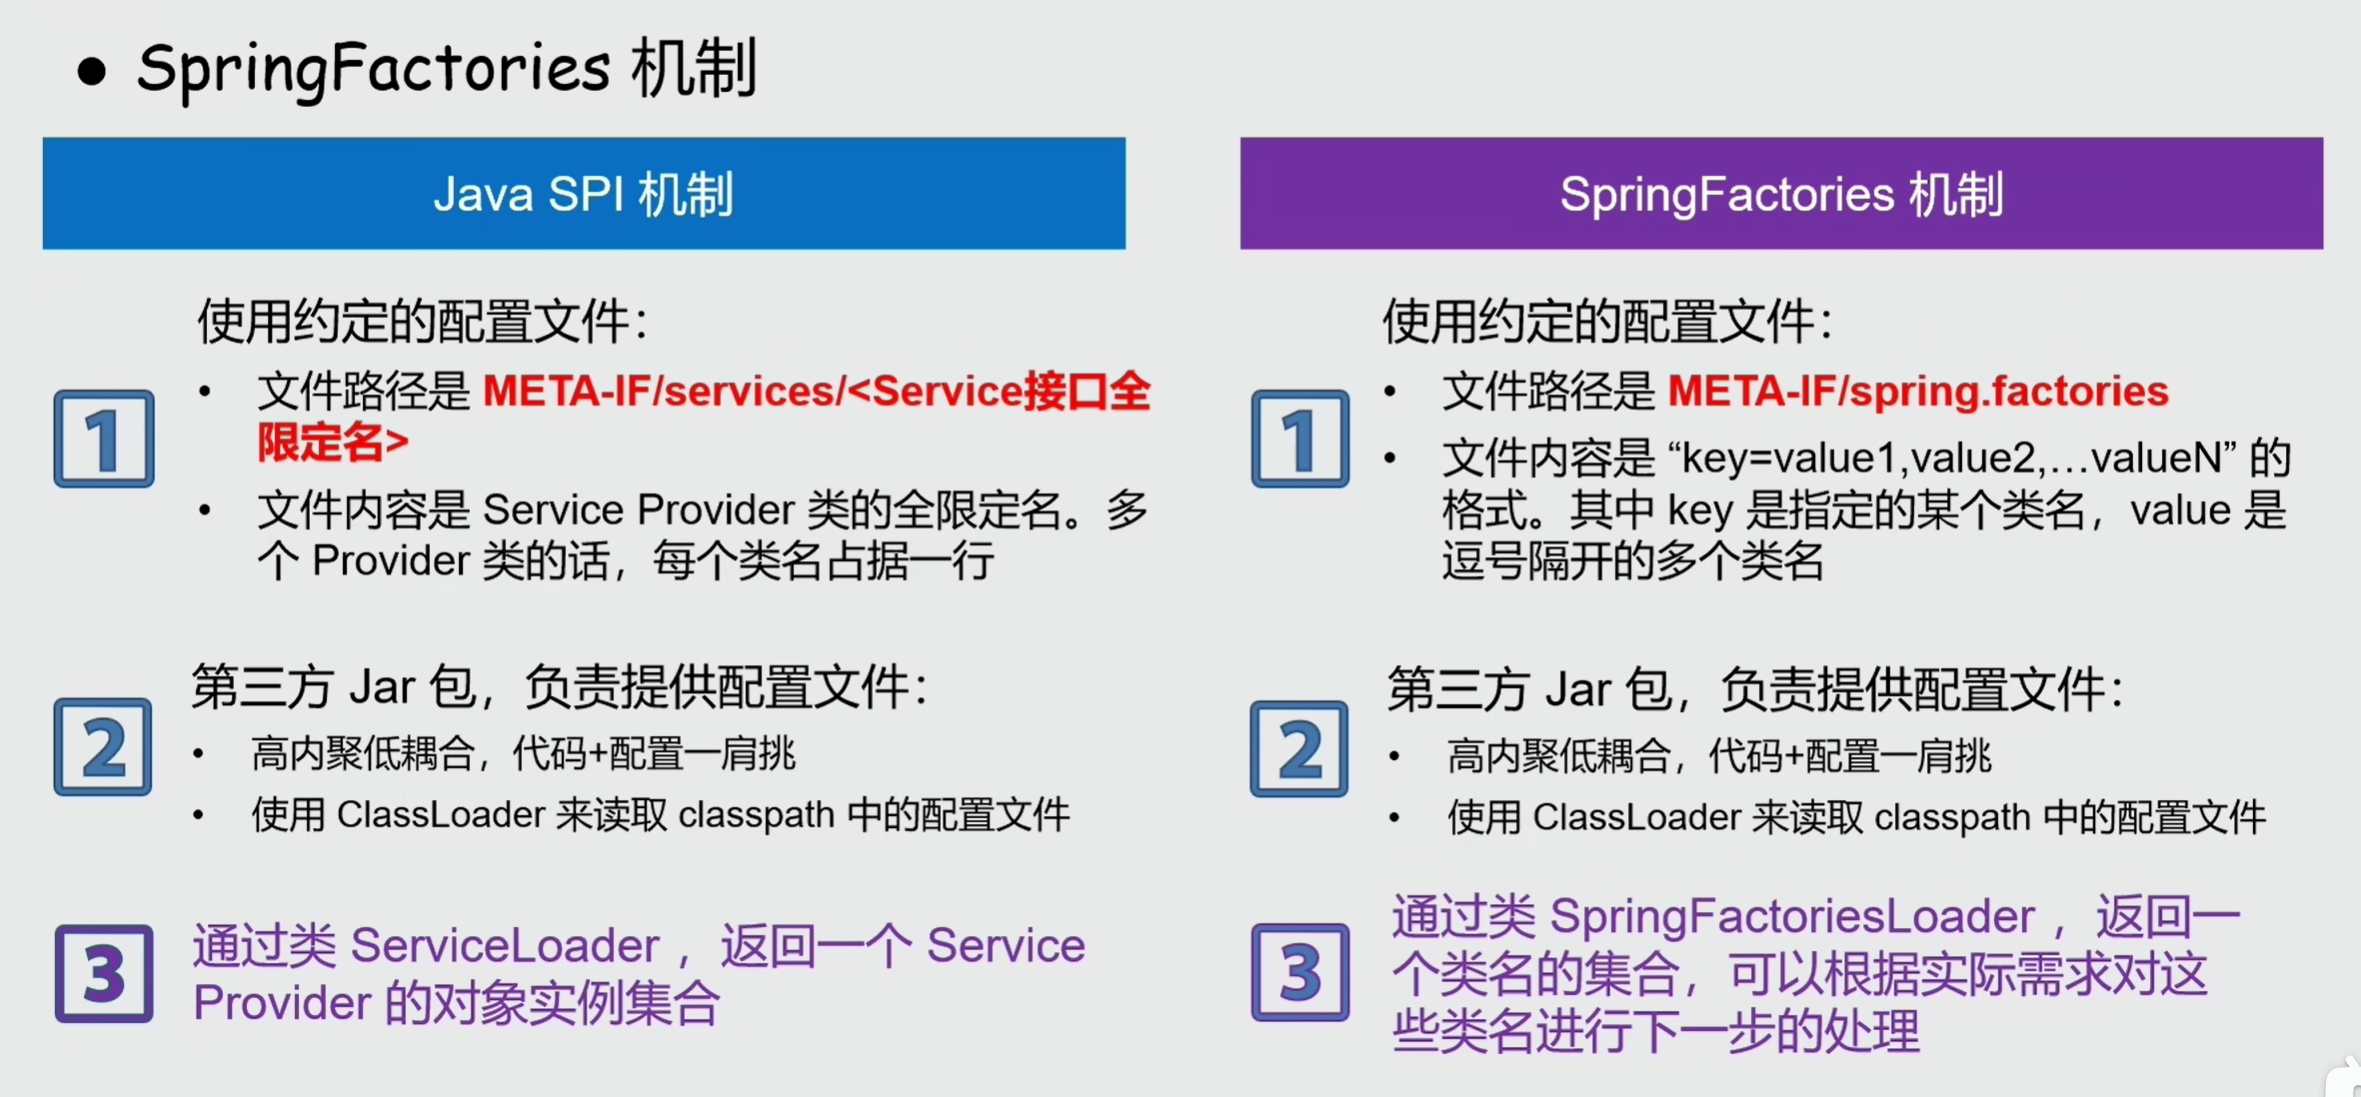 • SpringFactories 机制
Java SPI 机制
使用约定的配置文件：
1
• 文件路径是 META-IF/services/<Service接口全
限定名>
• 文件内容是 Service Provider 类的全限定名。多
个 Provider 类的话，每个类名占据一行
第三方 Jar 包，负责提供配置文件：
2
• 高内聚低耦合，代码+配置一肩挑
• 使用 ClassLoader 来读取 classpath 中的配置文件
3
通过类 ServiceLoader ，返回一个 Service
Provider 的对象实例集合
SpringFactories 机制
使用约定的配置文件：
1
• 文件路径是 META-IF/spring.factories
• 文件内容是 “key=value1,value2,…valueN” 的
格式。其中 key 是指定的某个类名，value 是
逗号隔开的多个类名
第三方 Jar 包，负责提供配置文件：
2
• 高内聚低耦合，代码+配置一肩挑
• 使用 ClassLoader 来读取 classpath 中的配置文件
3
通过类 SpringFactoriesLoader ，返回一
个类名的集合，可以根据实际需求对这
些类名进行下一步的处理